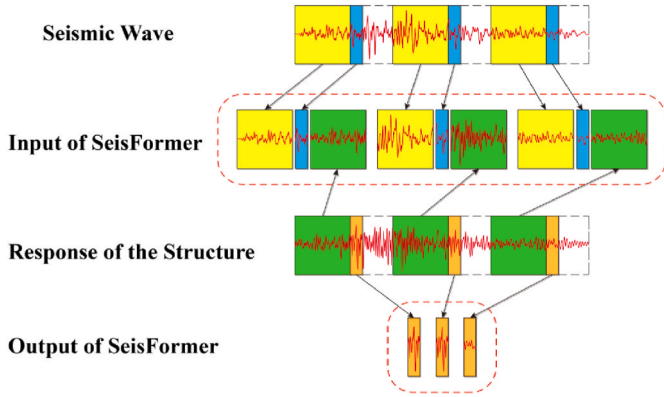 Seismic Wave
Input of SeisFormer
Response of the Structure
Output of SeisFormer